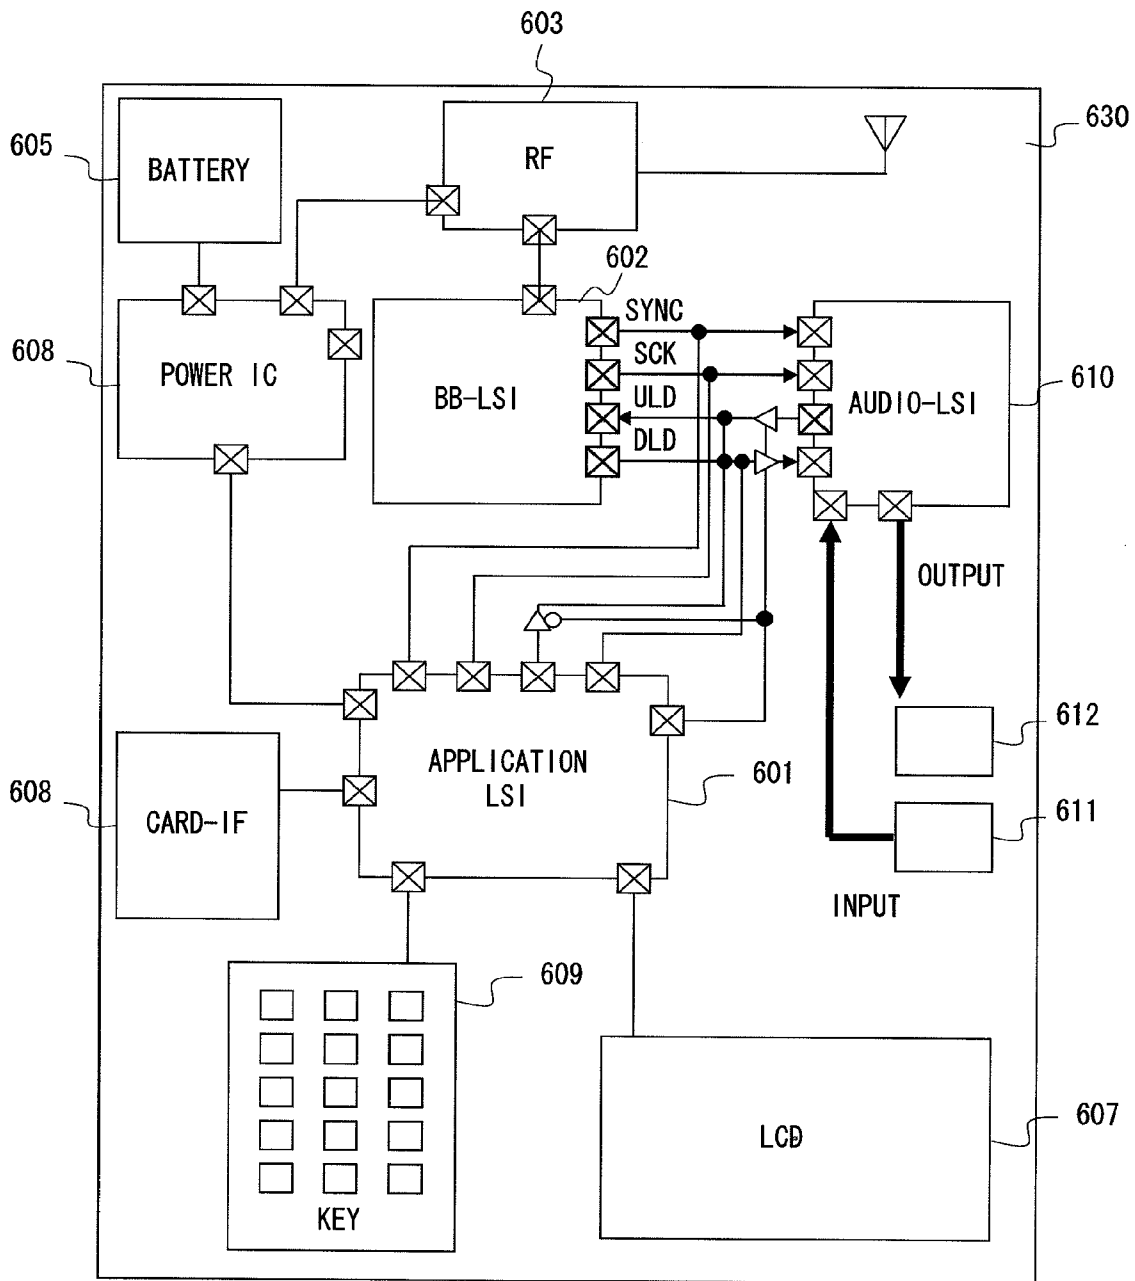 603
630
605
BATTERY
RF
602
608
POWER IC
BB-LSI
SYNC
SCK
ULD
DLD
AUDIO-LSI
610
OUTPUT
612
608
CARD-IF
APPLICATION
LSI
601
611
INPUT
609
KEY
LCD
607